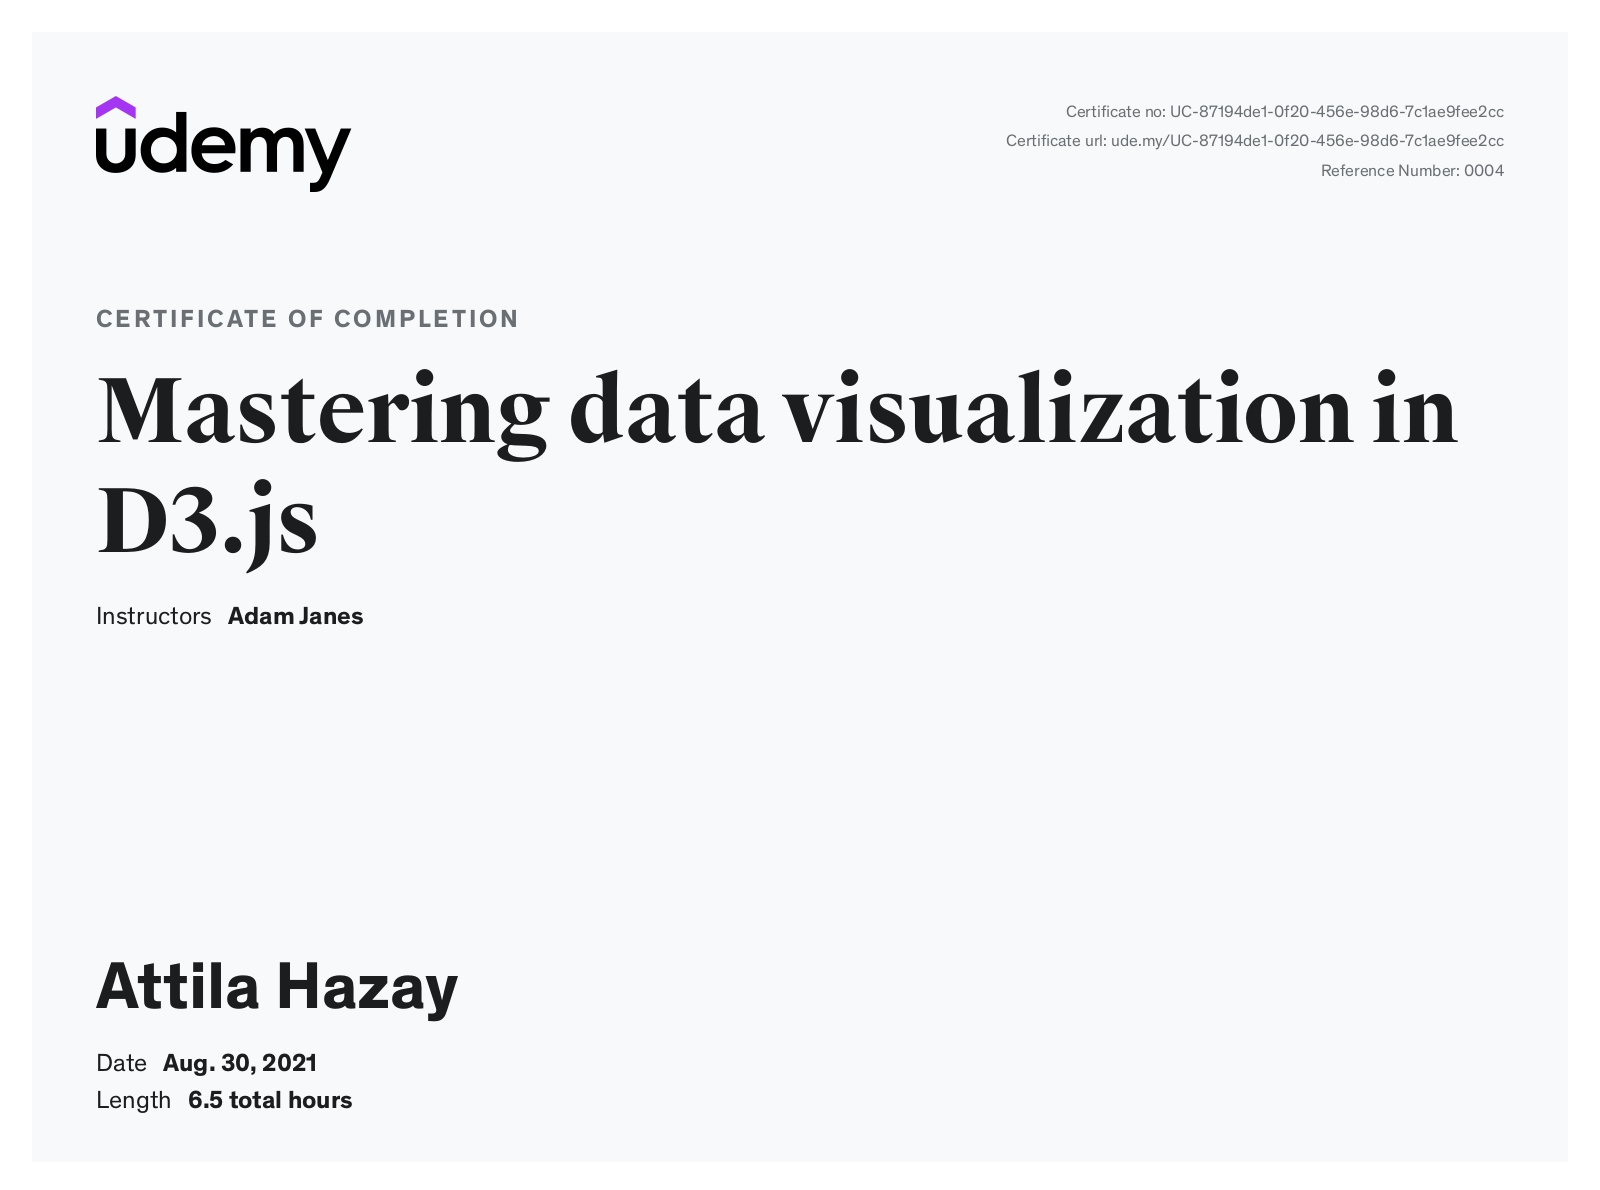 udemy
Certificate no: UC-87194de1-0f20-456e-98d6-7c1ae9fee2cc
Certificate url: ude.my/UC-87194de1-0f20-456e-98d6-7c1ae9fee2cc
Reference Number: 0004
CERTIFICATE OF COMPLETION
Mastering data visualization in
D3.js
Instructors Adam Janes
Attila Hazay
Date Aug. 30, 2021
Length 6.5 total hours